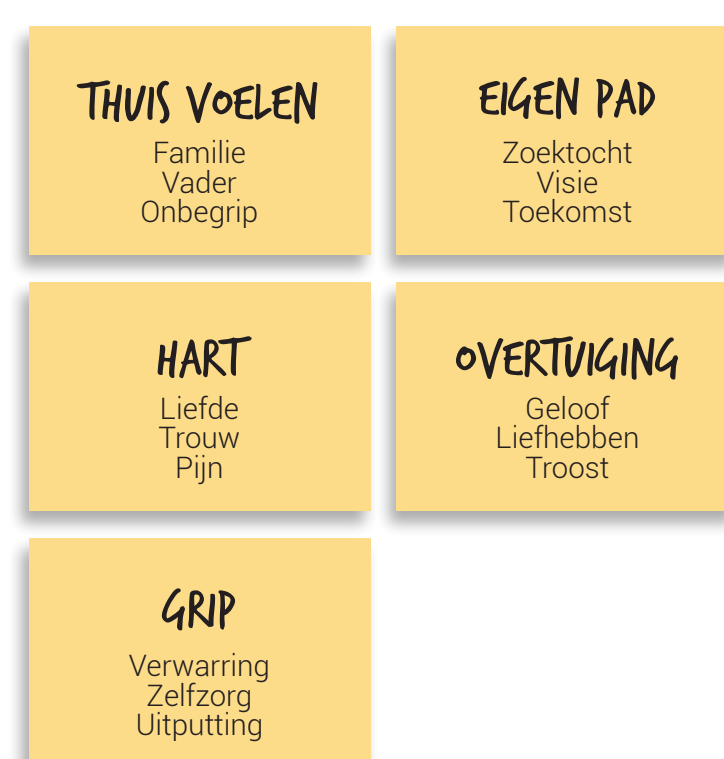 THUIS VOELEN
Familie
Vader
Onbegrip
EIGEN PAD
Zoektocht
Visie
Toekomst
HART
Liefde
Trouw
Pijn
OVERTUIGING
Geloof
Liefhebben
Troost
GRIP
Verwarring
Zelfzorg
Uitputting